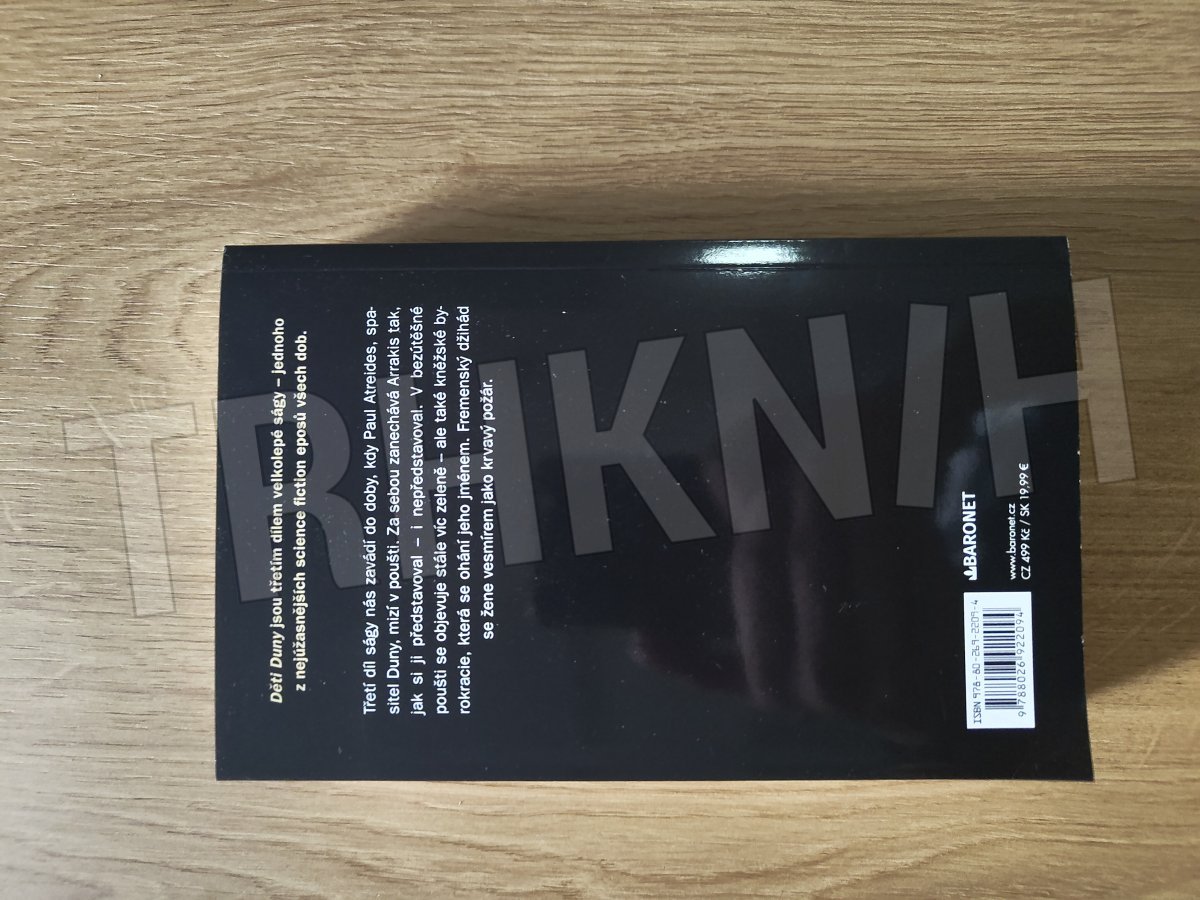 Děti Duny jsou třetím dílem velkolepé ságy – jednoho
z nejúžasnějších science fiction eposů všech dob.
Třetí díl ságy nás zavádí do doby, kdy Paul Atreides, spa-
sitel Duny, mizí v poušti. Za sebou zanechává Arrakis tak,
jak si ji představoval – i nepředstavoval. V bezútěšné
poušti se objevuje stále víc zeleně – ale také kněžské by-
rokracie, která se ohání jeho jménem. Fremenský džihád
se žene vesmírem jako krvavý požár.
ISBN 978-80-269-2209-4
9788026922094
BARONET
www.baronet.cz
CZ 499 Kč / SK 19,99 €
TRHKNIH